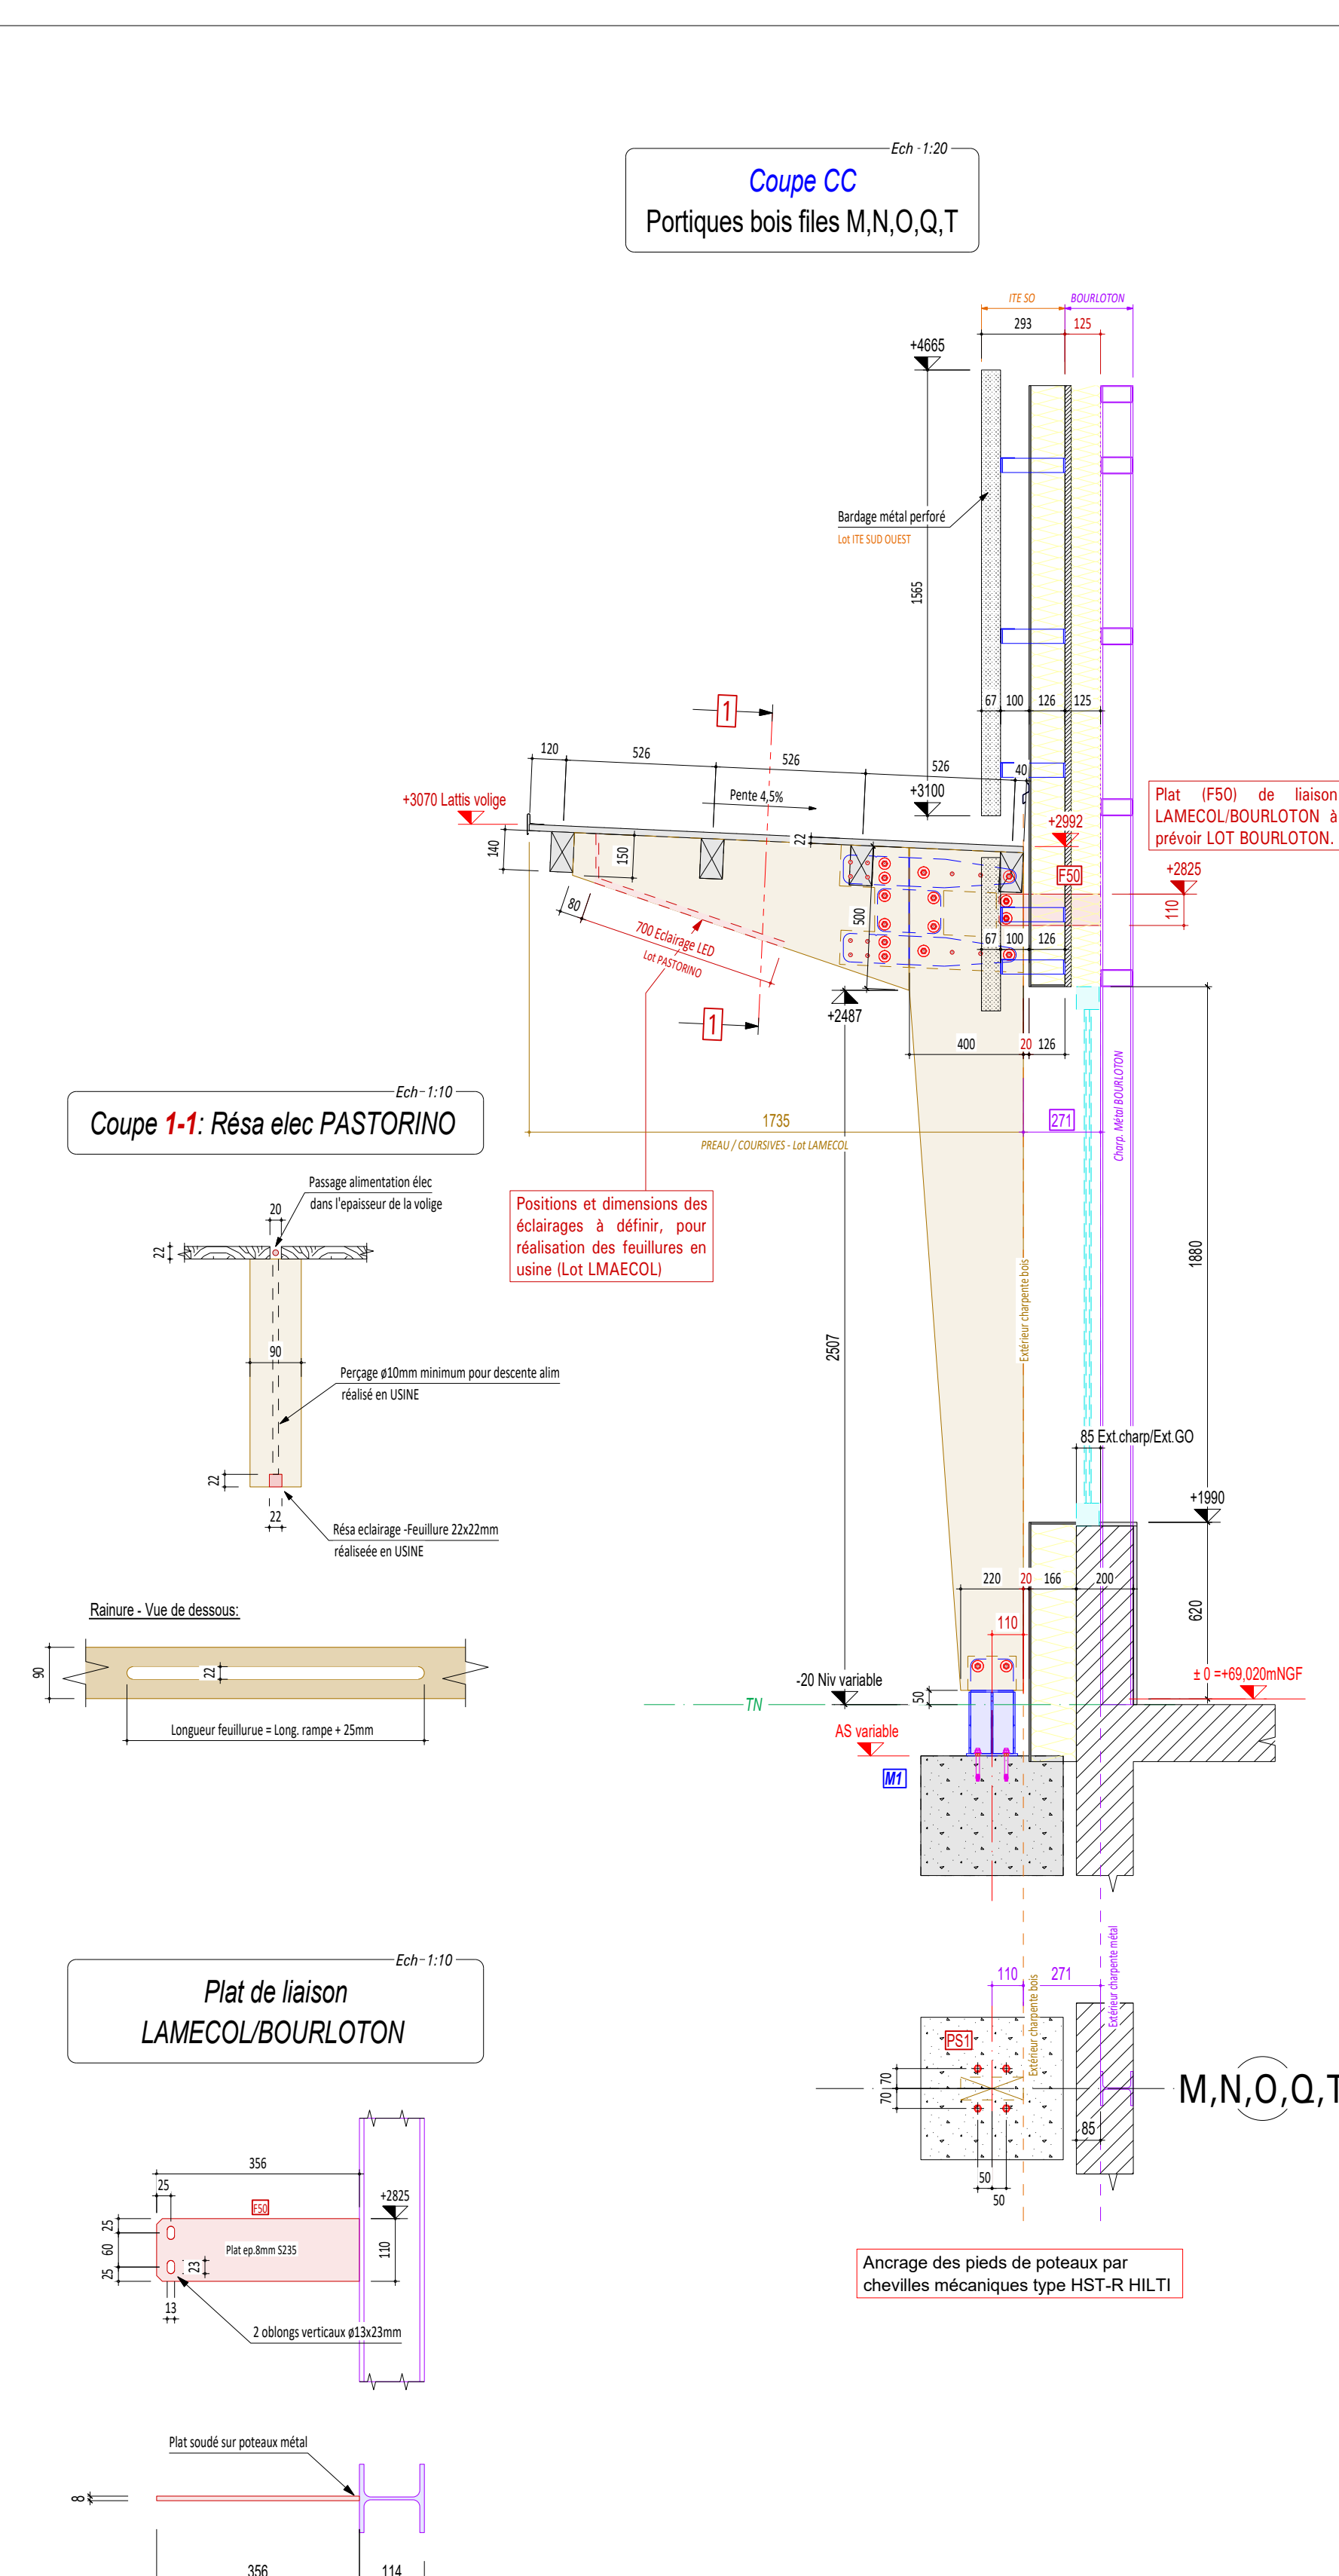 Ech - 1:20
Coupe CC
Portiques bois files M,N,O,Q,T
ITE SO
BOURLOTON
293
125
+4665
Bardage métal perforé
Lot ITE SUD OUEST
1565
67
100
126
125
1
120
526
526
526
40
Pente 4,5%
+3100
+3070 Lattis volige
+2992
Plat (F50) de liaison
LAMECOL/BOURLOTON à
prévoir LOT BOURLOTON.
22
140
150
F50
+2825
110
80
500
700 Eclairage LED
Lot PASTORINO
67
100
126
1
+2487
400
20
126
Charp. Métal BOURLOTON
Ech - 1:10
Coupe 1-1: Résa elec PASTORINO
1735
271
PREAU / COURSIVES - Lot LAMECOL
Passage alimentation élec
dans l'epaisseur de la volige
20
22
Positions et dimensions des
éclairages à définir, pour
réalisation des feuillures en
usine (Lot LMAECOL)
1880
Extérieur charpente bois
2507
90
Perçage ø10mm minimum pour descente alim
réalisé en USINE
85 Ext.charp/Ext.GO
22
+1990
22
Résa eclairage -Feuillure 22x22mm
réaliseée en USINE
220
20
166
200
620
Rainure - Vue de dessous:
110
90
22
-20 Niv variable
50
± 0 =+69,020mNGF
TN
Longueur feuillurue = Long. rampe + 25mm
AS variable
M1
Ech - 1:10
Plat de liaison
LAMECOL/BOURLOTON
110
271
Extérieur charpente bois
Extérieur charpente métal
PS1
70
70
M,N,O,Q,T
85
50
50
356
25
F50
+2825
25
60
25
Plat ep.8mm S235
23
110
13
2 oblongs verticaux ø13x23mm
Ancrage des pieds de poteaux par
chevilles mécaniques type HST-R HILTI
Plat soudé sur poteaux métal
8
356
114